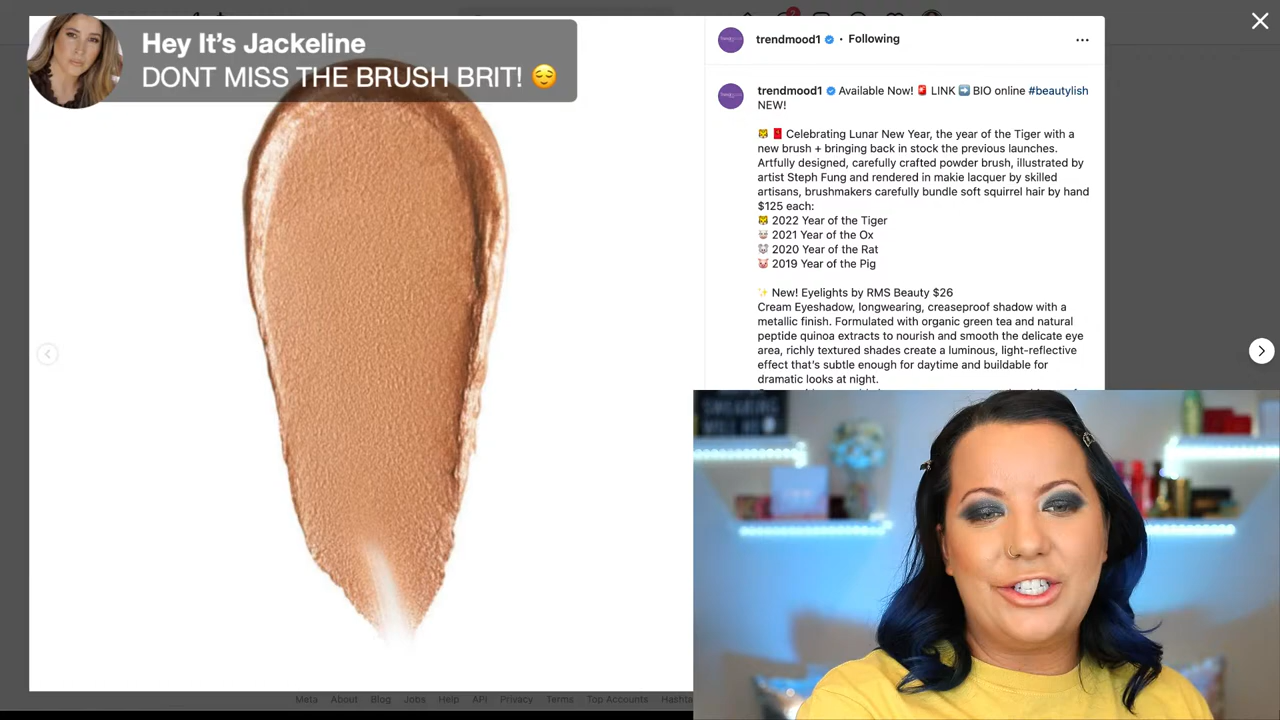 Hey It's Jackeline
DONT MISS THE BRUSH BRIT! 😌
trendmood1 • Following
trendmood1 Available Now! 🚨 LINK ➡️ BIO online #beautylish
NEW!
🐯 🧧 Celebrating Lunar New Year, the year of the Tiger with a
new brush + bringing back in stock the previous launches.
Artfully designed, carefully crafted powder brush, illustrated by
artist Steph Fung and rendered in makie lacquer by skilled
artisans, brushmakers carefully bundle soft squirrel hair by hand
$125 each:
🐯 2022 Year of the Tiger
🐮 2021 Year of the Ox
🐭 2020 Year of the Rat
🐷 2019 Year of the Pig
✨ New! Eyelights by RMS Beauty $26
Cream Eyeshadow, longwearing, creaseproof shadow with a
metallic finish. Formulated with organic green tea and natural
peptide quinoa extracts to nourish and smooth the delicate eye
area, richly textured shades create a luminous, light-reflective
effect that's subtle enough for daytime and buildable for
dramatic looks at night.
Meta About Blog Jobs Help API Privacy Terms Top Accounts